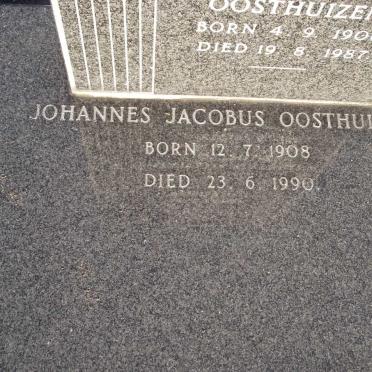 OOSTHUIZEN
BORN 4. 9. 190
DIED 19. 8. 1987
JOHANNES JACOBUS OOSTHUI
BORN 12. 7. 1908
DIED 23. 6. 1990.